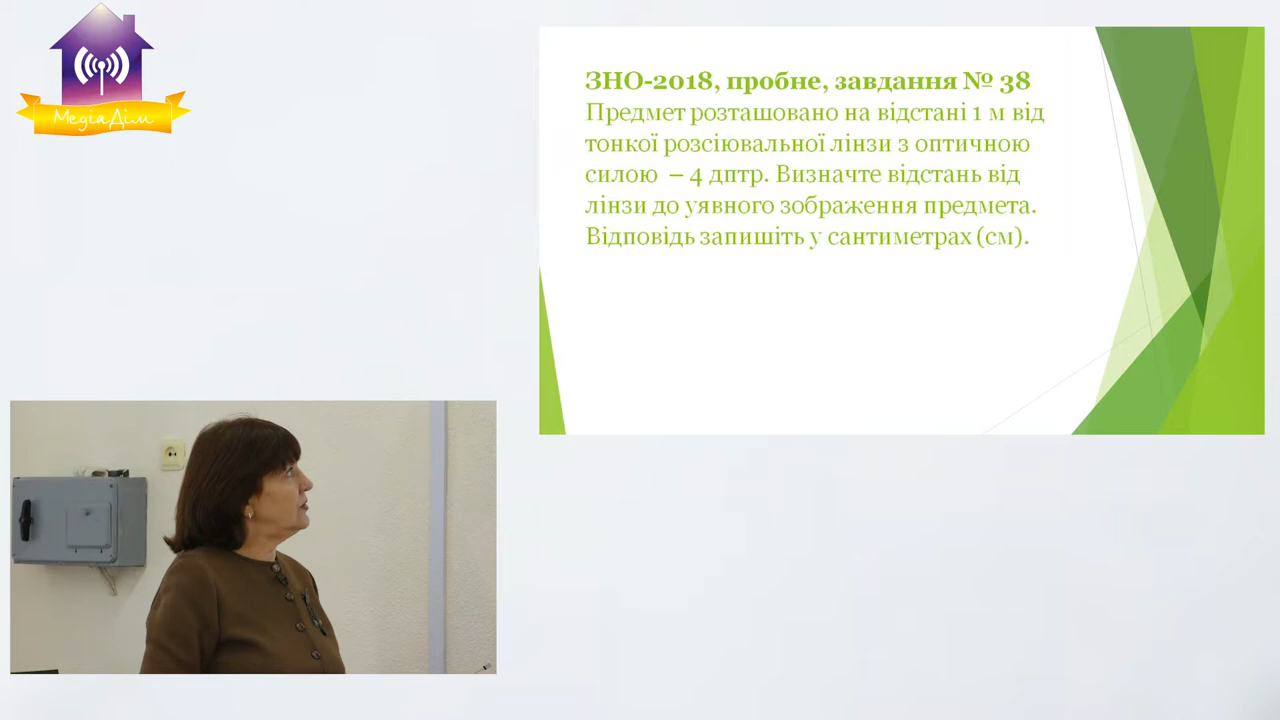 МедіаДім
ЗНО-2018, пробне, завдання № 38
Предмет розташовано на відстані 1 м від
тонкої розсіювальної лінзи з оптичною
силою – 4 дптр. Визначте відстань від
лінзи до уявного зображення предмета.
Відповідь запишіть у сантиметрах (см).